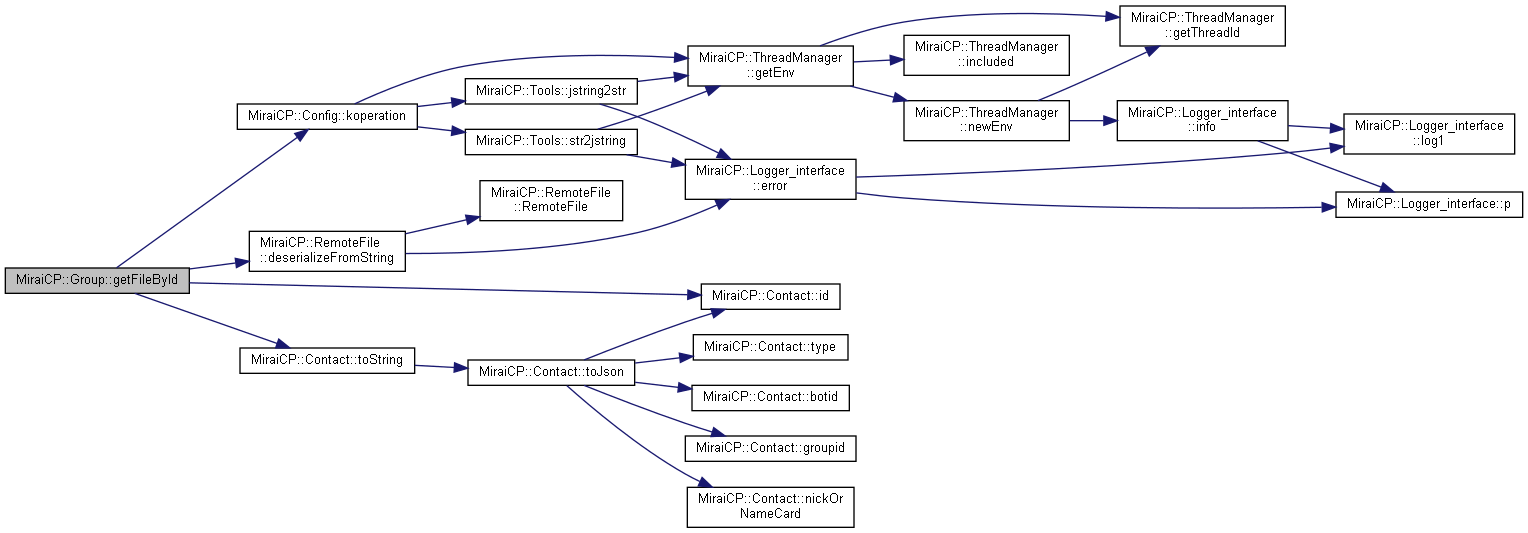 MiraiCP::Group::getFileById
MiraiCP::Config::koperation
MiraiCP::RemoteFile
::deserializeFromString
MiraiCP::Contact::toString
MiraiCP::Tools::jstring2str
MiraiCP::Tools::str2jstring
MiraiCP::RemoteFile
::RemoteFile
MiraiCP::Contact::toJson
MiraiCP::ThreadManager
::getEnv
MiraiCP::Logger_interface
::error
MiraiCP::Contact::id
MiraiCP::Contact::type
MiraiCP::Contact::botid
MiraiCP::Contact::groupid
MiraiCP::Contact::nickOr
NameCard
MiraiCP::ThreadManager
::included
MiraiCP::ThreadManager
::newEnv
MiraiCP::ThreadManager
::getThreadId
MiraiCP::Logger_interface
::info
MiraiCP::Logger_interface
::log1
MiraiCP::Logger_interface::p